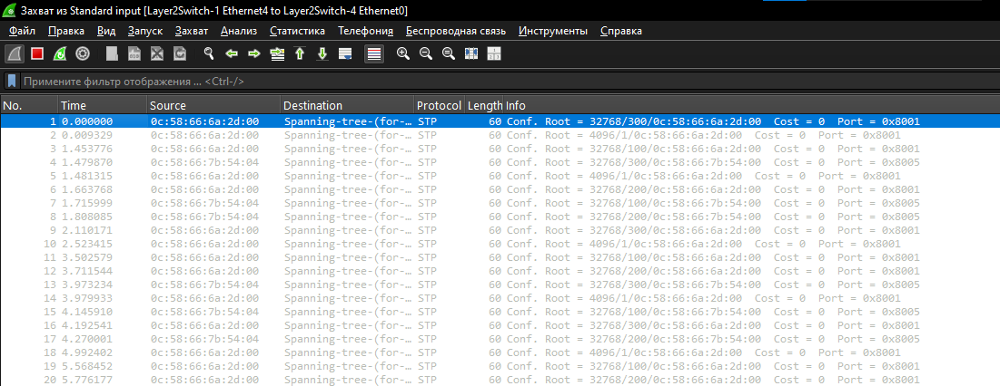 Захват из Standard input [Layer2Switch-1 Ethernet4 to Layer2Switch-4 Ethernet0]
Файл Правка Вид Запуск Захват Анализ Статистика Телефония Беспроводная связь Инструменты Справка
Примените фильтр отображения ... <Ctrl-/>
No. Time Source Destination Protocol Length Info
1 0.000000 0c:58:66:6a:2d:00 Spanning-tree-(for-… STP 60 Conf. Root = 32768/300/0c:58:66:6a:2d:00 Cost = 0 Port = 0x8001
2 0.009329 0c:58:66:6a:2d:00 Spanning-tree-(for-… STP 60 Conf. Root = 4096/1/0c:58:66:6a:2d:00 Cost = 0 Port = 0x8001
3 1.453776 0c:58:66:6a:2d:00 Spanning-tree-(for-… STP 60 Conf. Root = 32768/100/0c:58:66:6a:2d:00 Cost = 0 Port = 0x8001
4 1.479870 0c:58:66:7b:54:04 Spanning-tree-(for-… STP 60 Conf. Root = 32768/300/0c:58:66:7b:54:00 Cost = 0 Port = 0x8005
5 1.481315 0c:58:66:6a:2d:00 Spanning-tree-(for-… STP 60 Conf. Root = 4096/1/0c:58:66:6a:2d:00 Cost = 0 Port = 0x8001
6 1.663768 0c:58:66:6a:2d:00 Spanning-tree-(for-… STP 60 Conf. Root = 32768/200/0c:58:66:6a:2d:00 Cost = 0 Port = 0x8001
7 1.715999 0c:58:66:7b:54:04 Spanning-tree-(for-… STP 60 Conf. Root = 32768/100/0c:58:66:7b:54:00 Cost = 0 Port = 0x8005
8 1.808085 0c:58:66:7b:54:04 Spanning-tree-(for-… STP 60 Conf. Root = 32768/200/0c:58:66:7b:54:00 Cost = 0 Port = 0x8005
9 2.110171 0c:58:66:6a:2d:00 Spanning-tree-(for-… STP 60 Conf. Root = 32768/300/0c:58:66:6a:2d:00 Cost = 0 Port = 0x8001
10 2.523415 0c:58:66:6a:2d:00 Spanning-tree-(for-… STP 60 Conf. Root = 4096/1/0c:58:66:6a:2d:00 Cost = 0 Port = 0x8001
11 3.502579 0c:58:66:6a:2d:00 Spanning-tree-(for-… STP 60 Conf. Root = 32768/100/0c:58:66:6a:2d:00 Cost = 0 Port = 0x8001
12 3.711544 0c:58:66:6a:2d:00 Spanning-tree-(for-… STP 60 Conf. Root = 32768/200/0c:58:66:6a:2d:00 Cost = 0 Port = 0x8001
13 3.973234 0c:58:66:7b:54:04 Spanning-tree-(for-… STP 60 Conf. Root = 32768/300/0c:58:66:7b:54:00 Cost = 0 Port = 0x8005
14 3.979933 0c:58:66:6a:2d:00 Spanning-tree-(for-… STP 60 Conf. Root = 4096/1/0c:58:66:6a:2d:00 Cost = 0 Port = 0x8001
15 4.145910 0c:58:66:7b:54:04 Spanning-tree-(for-… STP 60 Conf. Root = 32768/100/0c:58:66:7b:54:00 Cost = 0 Port = 0x8005
16 4.192541 0c:58:66:6a:2d:00 Spanning-tree-(for-… STP 60 Conf. Root = 32768/300/0c:58:66:6a:2d:00 Cost = 0 Port = 0x8001
17 4.270001 0c:58:66:7b:54:04 Spanning-tree-(for-… STP 60 Conf. Root = 32768/200/0c:58:66:7b:54:00 Cost = 0 Port = 0x8005
18 4.992402 0c:58:66:6a:2d:00 Spanning-tree-(for-… STP 60 Conf. Root = 4096/1/0c:58:66:6a:2d:00 Cost = 0 Port = 0x8001
19 5.568452 0c:58:66:6a:2d:00 Spanning-tree-(for-… STP 60 Conf. Root = 32768/100/0c:58:66:6a:2d:00 Cost = 0 Port = 0x8001
20 5.776177 0c:58:66:6a:2d:00 Spanning-tree-(for-… STP 60 Conf. Root = 32768/200/0c:58:66:6a:2d:00 Cost = 0 Port = 0x8001